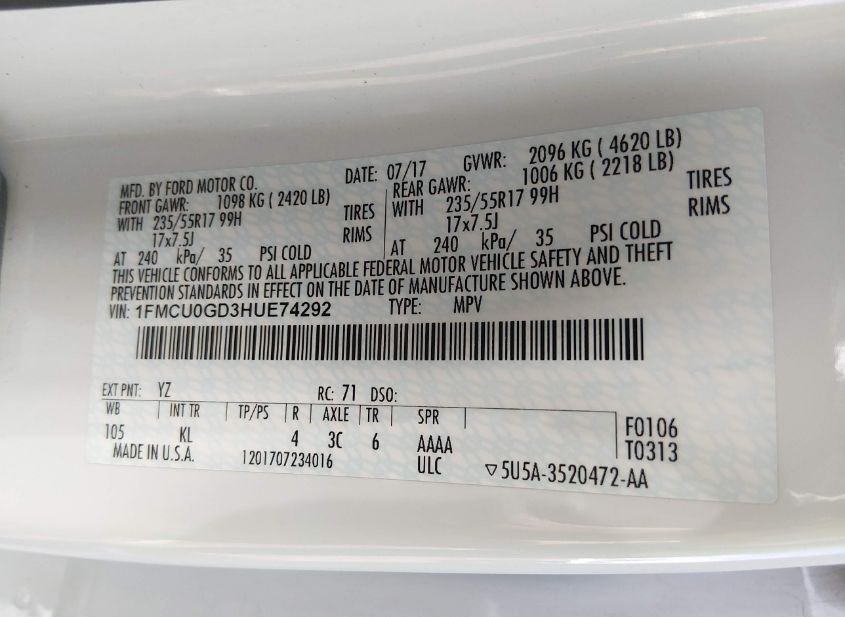 MFD. BY FORD MOTOR CO. DATE: 07/17 GVWR: 2096 KG ( 4620 LB)
FRONT GAWR: 1098 KG ( 2420 LB) REAR GAWR: 1006 KG ( 2218 LB)
WITH 235/55R17 99H TIRES WITH 235/55R17 99H TIRES
17x7.5J RIMS 17x7.5J RIMS
AT 240 kPa/ 35 PSI COLD AT 240 kPa/ 35 PSI COLD
THIS VEHICLE CONFORMS TO ALL APPLICABLE FEDERAL MOTOR VEHICLE SAFETY AND THEFT
PREVENTION STANDARDS IN EFFECT ON THE DATE OF MANUFACTURE SHOWN ABOVE.
VIN: 1FMCU0GD3HUE74292 TYPE: MPV
EXT PNT: YZ RC: 71 DSO:
WB INT TR TP/PS R AXLE TR SPR
105 KL 4 3C 6 AAAA F0106
MADE IN U.S.A. 1201707234016 ULC T0313
▽5U5A-3520472-AA